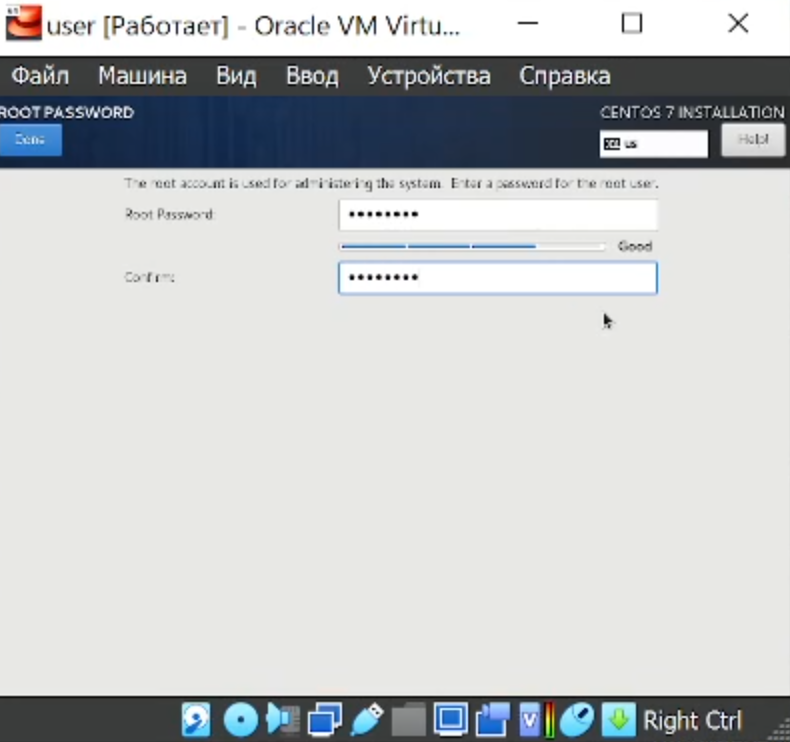 user [Работает] - Oracle VM Virtu...
Файл Машина Вид Ввод Устройства Справка
ROOT PASSWORD CENTOS 7 INSTALLATION
Done us Help!
The root account is used for administering the system. Enter a password for the root user.
Root Password: ••••••••
Good
Confirm: ••••••••
Right Ctrl